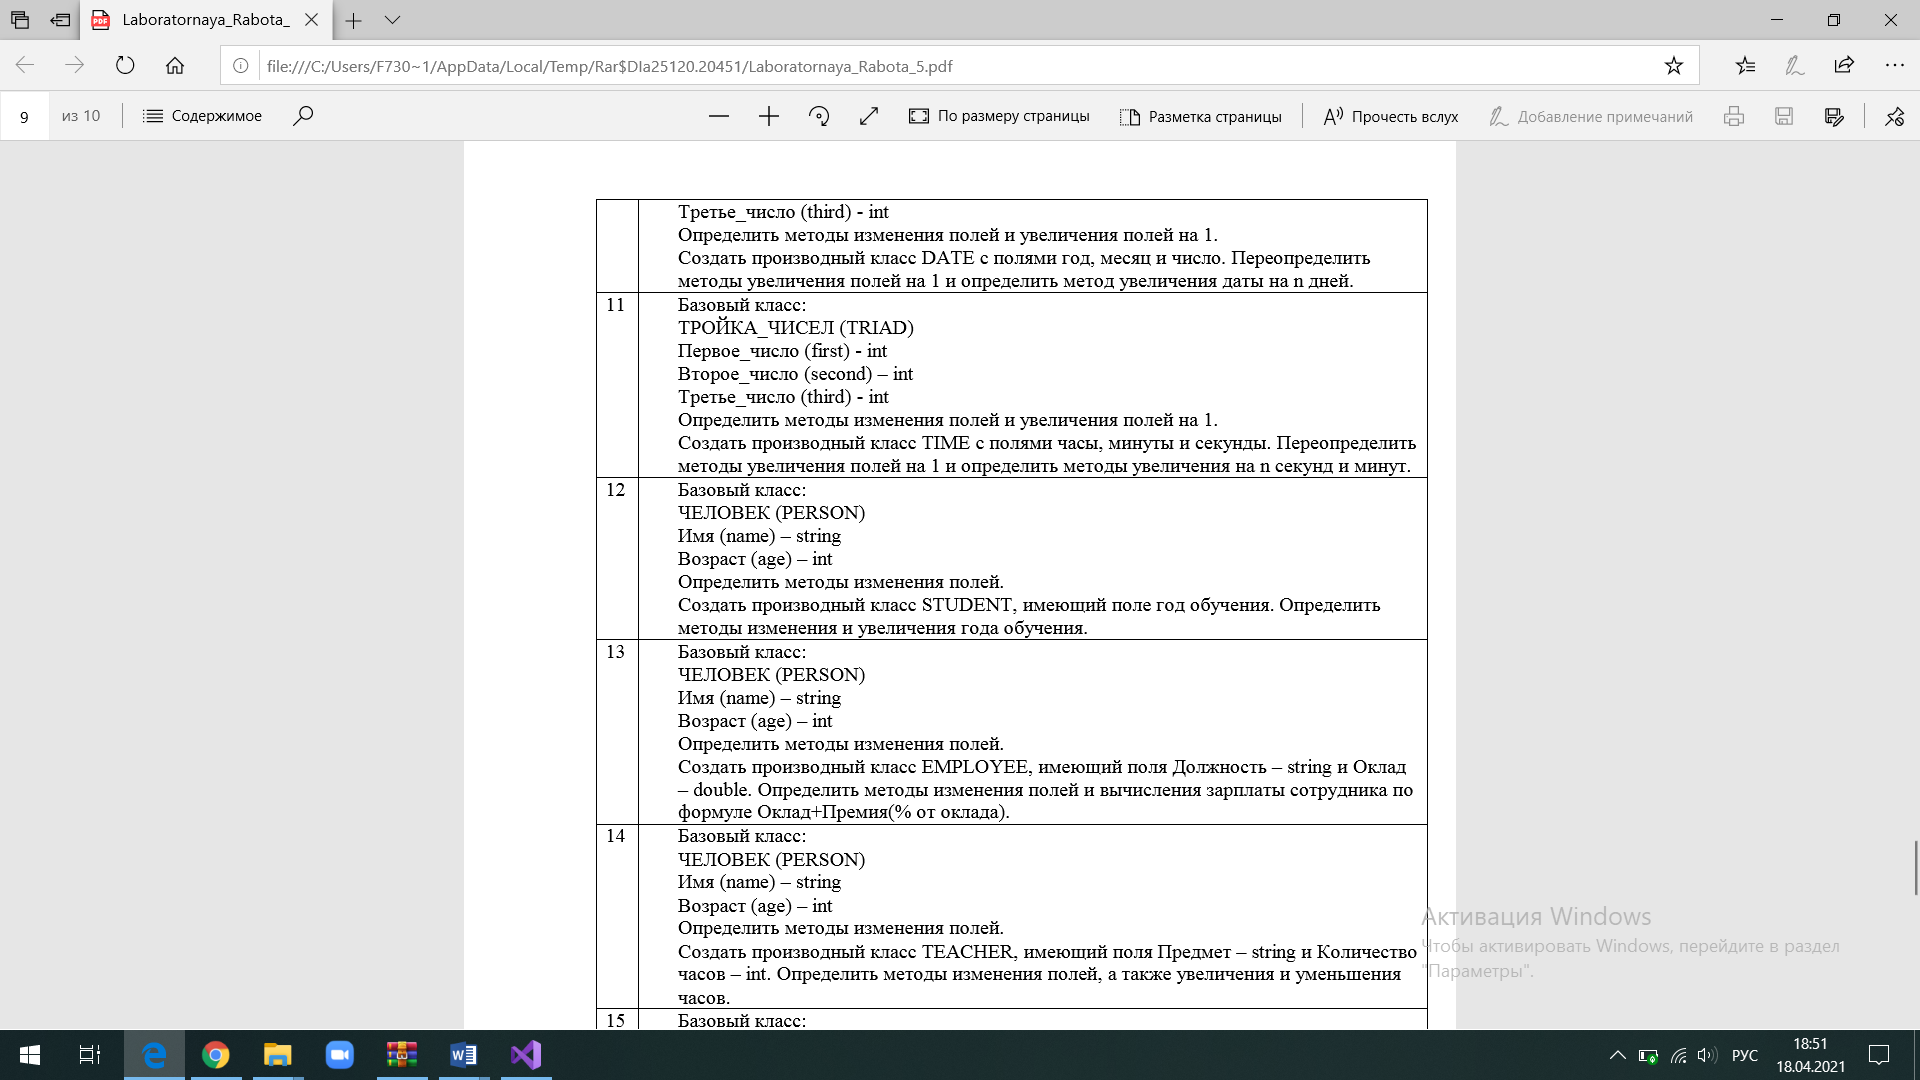 Laboratornaya_Rabota_
file:///C:/Users/F730~1/AppData/Local/Temp/Rar$DIa25120.20451/Laboratornaya_Rabota_5.pdf
9 из 10 Содержимое По размеру страницы Разметка страницы Прочесть вслух Добавление примечаний
Третье_число (third) - int
Определить методы изменения полей и увеличения полей на 1.
Создать производный класс DATE с полями год, месяц и число. Переопределить
методы увеличения полей на 1 и определить метод увеличения даты на n дней.
11 Базовый класс:
ТРОЙКА_ЧИСЕЛ (TRIAD)
Первое_число (first) - int
Второе_число (second) – int
Третье_число (third) - int
Определить методы изменения полей и увеличения полей на 1.
Создать производный класс TIME с полями часы, минуты и секунды. Переопределить
методы увеличения полей на 1 и определить методы увеличения на n секунд и минут.
12 Базовый класс:
ЧЕЛОВЕК (PERSON)
Имя (name) – string
Возраст (age) – int
Определить методы изменения полей.
Создать производный класс STUDENT, имеющий поле год обучения. Определить
методы изменения и увеличения года обучения.
13 Базовый класс:
ЧЕЛОВЕК (PERSON)
Имя (name) – string
Возраст (age) – int
Определить методы изменения полей.
Создать производный класс EMPLOYEE, имеющий поля Должность – string и Оклад
– double. Определить методы изменения полей и вычисления зарплаты сотрудника по
формуле Оклад+Премия(% от оклада).
14 Базовый класс:
ЧЕЛОВЕК (PERSON)
Имя (name) – string
Возраст (age) – int
Определить методы изменения полей.
Создать производный класс TEACHER, имеющий поля Предмет – string и Количество
часов – int. Определить методы изменения полей, а также увеличения и уменьшения
часов.
15 Базовый класс:
Активация Windows
Чтобы активировать Windows, перейдите в раздел
"Параметры".
РУС
18:51
18.04.2021